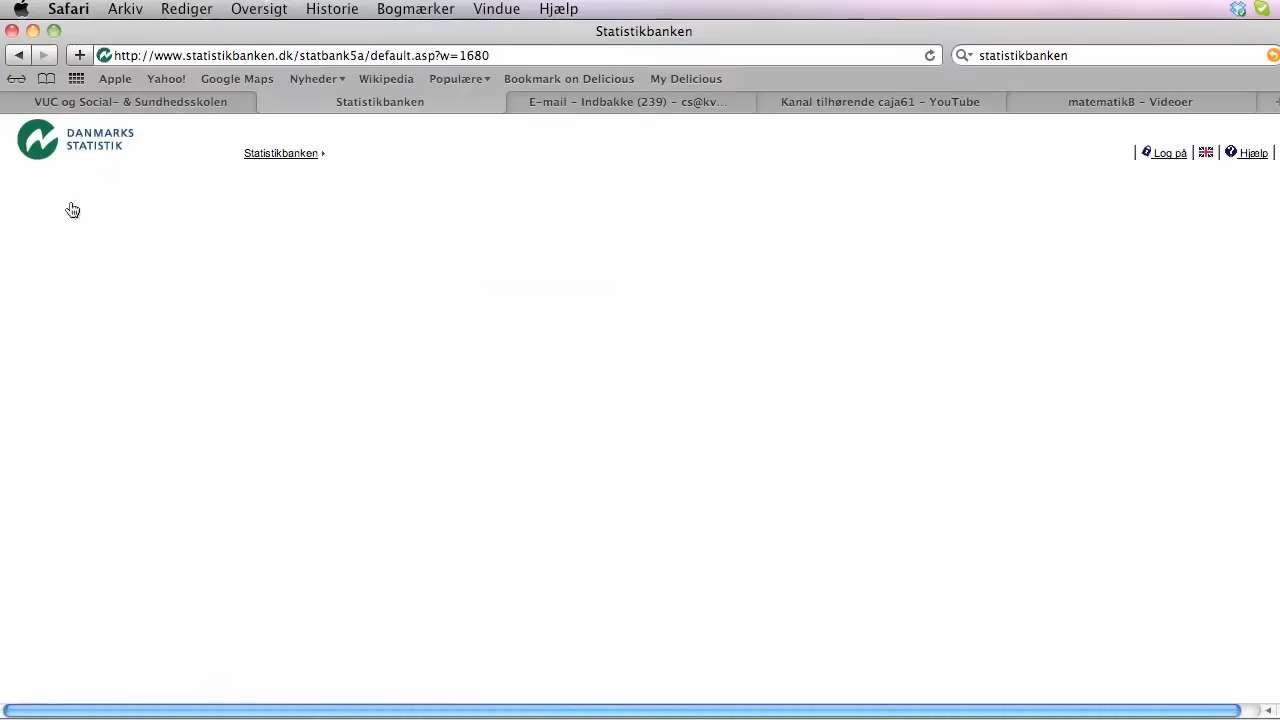 Safari Arkiv Rediger Oversigt Historie Bogmærker Vindue Hjælp
Statistikbanken
http://www.statistikbanken.dk/statbank5a/default.asp?w=1680
statistikbanken
Apple Yahoo! Google Maps Nyheder Wikipedia Populære Bookmark on Delicious My Delicious
VUC og Social- & Sundhedsskolen Statistikbanken E-mail – Indbakke (239) – cs@kv... Kanal tilhørende caja61 – YouTube matematikB – Videoer
DANMARKS
STATISTIK
Statistikbanken
Log på
Hjælp